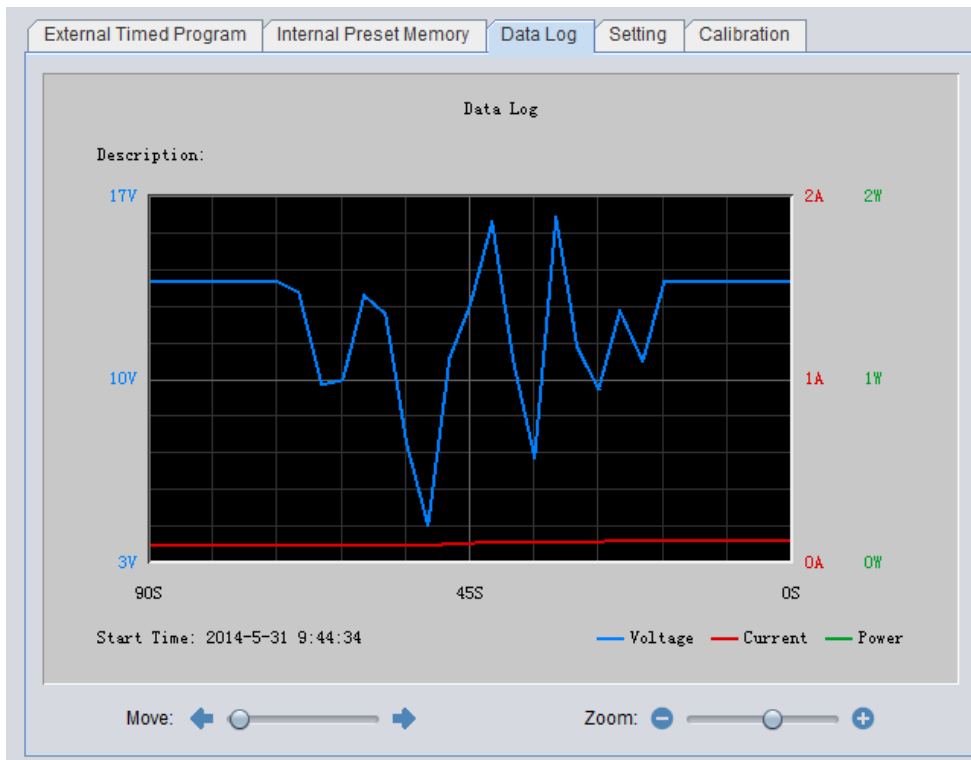 External Timed Program Internal Preset Memory Data Log Setting Calibration
Data Log
Description:
17V 2A 2W
10V 1A 1W
3V 0A 0W
90S 45S 0S
Start Time: 2014-5-31 9:44:34 Voltage Current Power
Move: Zoom: